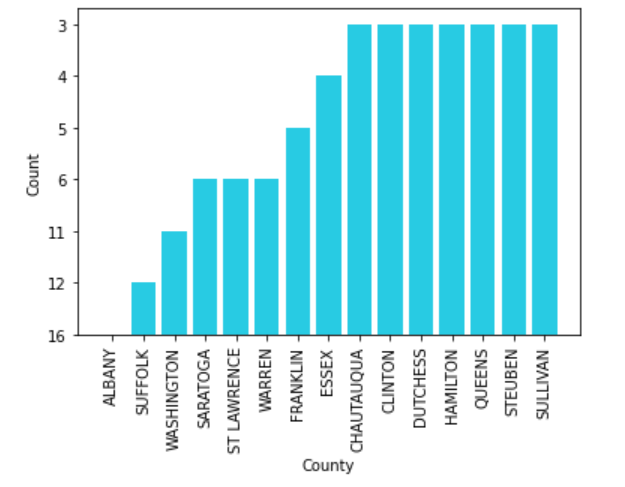 3
4
5
6
11
12
16
Count
ALBANY
SUFFOLK
WASHINGTON
SARATOGA
ST LAWRENCE
WARREN
FRANKLIN
ESSEX
CHAUTAUQUA
CLINTON
DUTCHESS
HAMILTON
QUEENS
STEUBEN
SULLIVAN
County